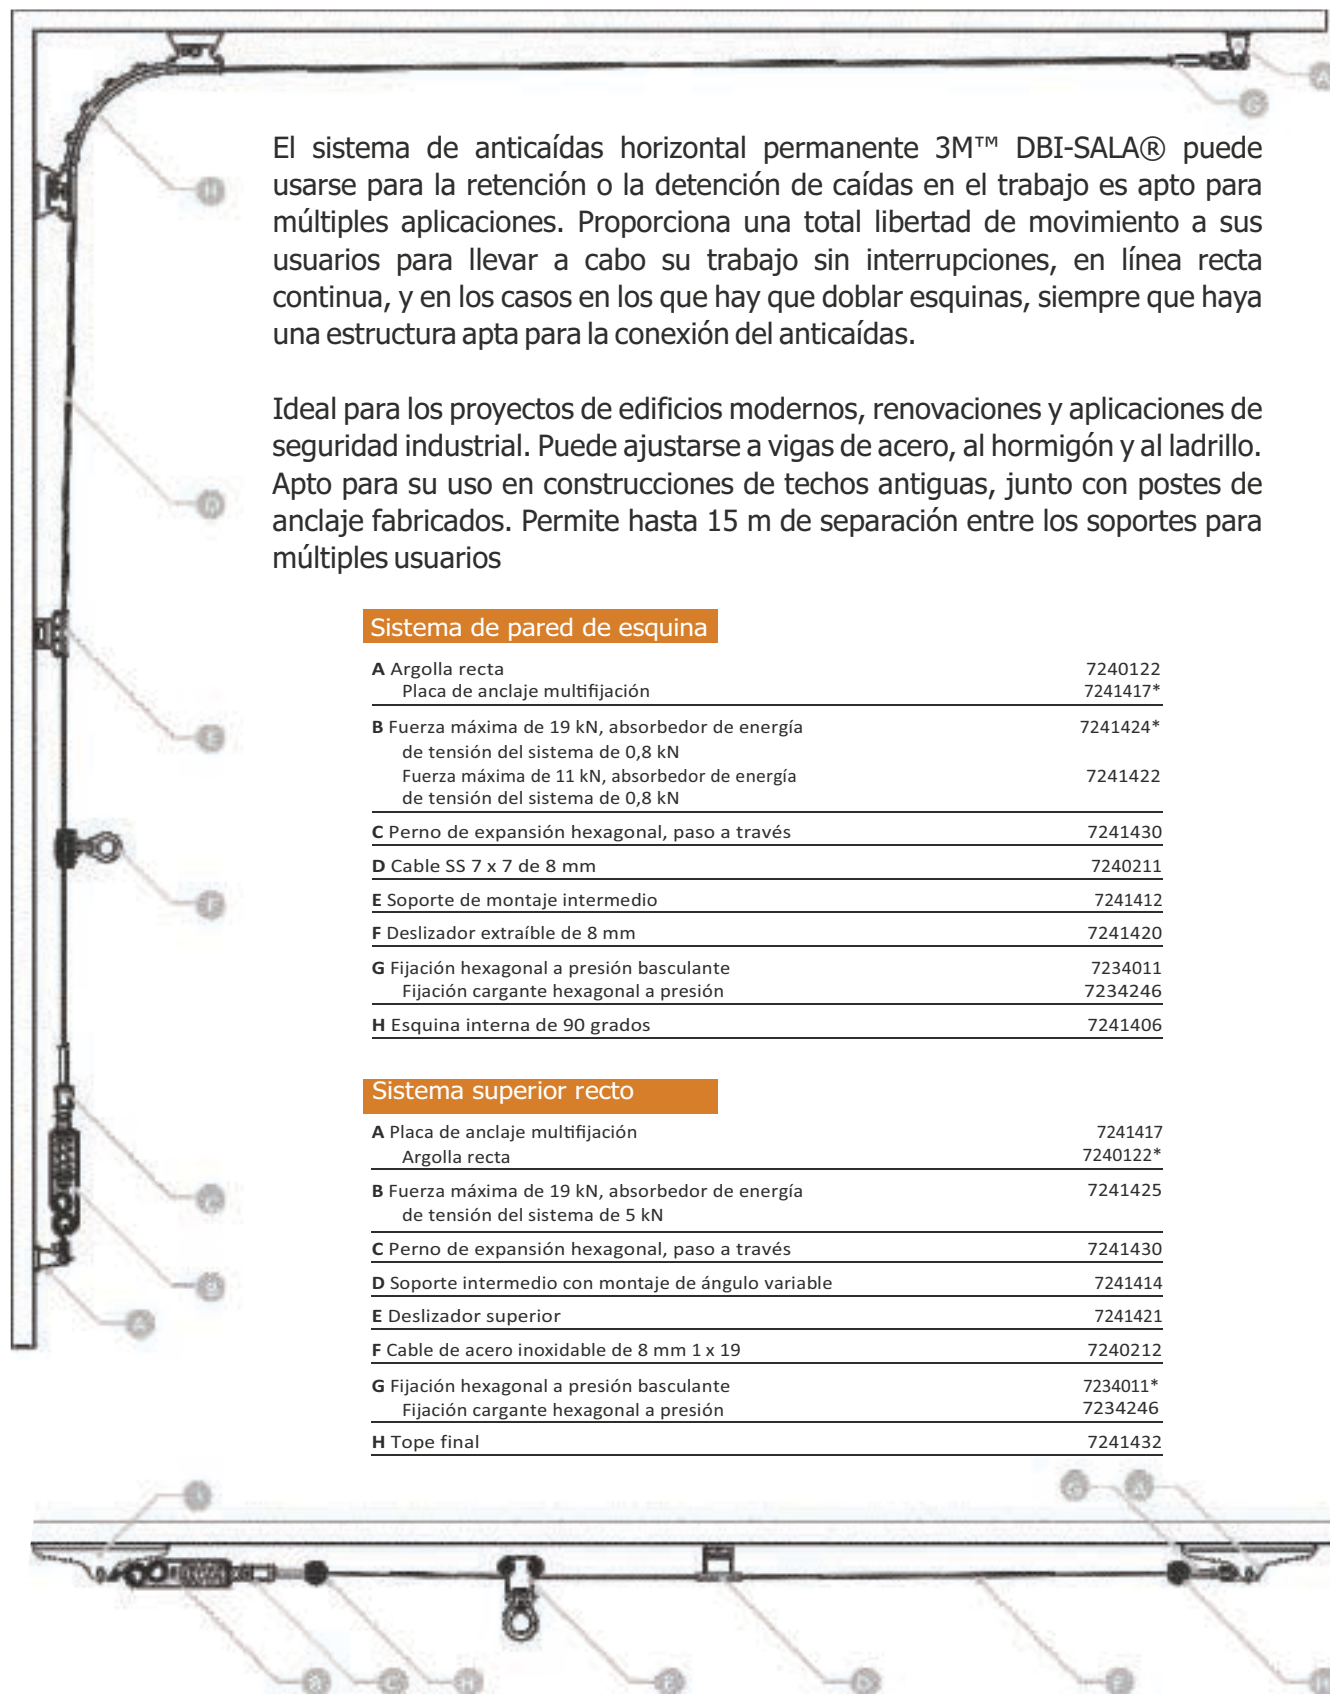 El sistema de anticaídas horizontal permanente 3M™ DBI-SALA® puede
usarse para la retención o la detención de caídas en el trabajo es apto para
múltiples aplicaciones. Proporciona una total libertad de movimiento a sus
usuarios para llevar a cabo su trabajo sin interrupciones, en línea recta
continua, y en los casos en los que hay que doblar esquinas, siempre que haya
una estructura apta para la conexión del anticaídas.
Ideal para los proyectos de edificios modernos, renovaciones y aplicaciones de
seguridad industrial. Puede ajustarse a vigas de acero, al hormigón y al ladrillo.
Apto para su uso en construcciones de techos antiguas, junto con postes de
anclaje fabricados. Permite hasta 15 m de separación entre los soportes para
múltiples usuarios
Sistema de pared de esquina
A Argolla recta 7240122
Placa de anclaje multifijación 7241417*
B Fuerza máxima de 19 kN, absorbedor de energía 7241424*
de tensión del sistema de 0,8 kN
Fuerza máxima de 11 kN, absorbedor de energía 7241422
de tensión del sistema de 0,8 kN
C Perno de expansión hexagonal, paso a través 7241430
D Cable SS 7 x 7 de 8 mm 7240211
E Soporte de montaje intermedio 7241412
F Deslizador extraíble de 8 mm 7241420
G Fijación hexagonal a presión basculante 7234011
Fijación cargante hexagonal a presión 7234246
H Esquina interna de 90 grados 7241406
Sistema superior recto
A Placa de anclaje multifijación 7241417
Argolla recta 7240122*
B Fuerza máxima de 19 kN, absorbedor de energía 7241425
de tensión del sistema de 5 kN
C Perno de expansión hexagonal, paso a través 7241430
D Soporte intermedio con montaje de ángulo variable 7241414
E Deslizador superior 7241421
F Cable de acero inoxidable de 8 mm 1 x 19 7240212
G Fijación hexagonal a presión basculante 7234011*
Fijación cargante hexagonal a presión 7234246
H Tope final 7241432